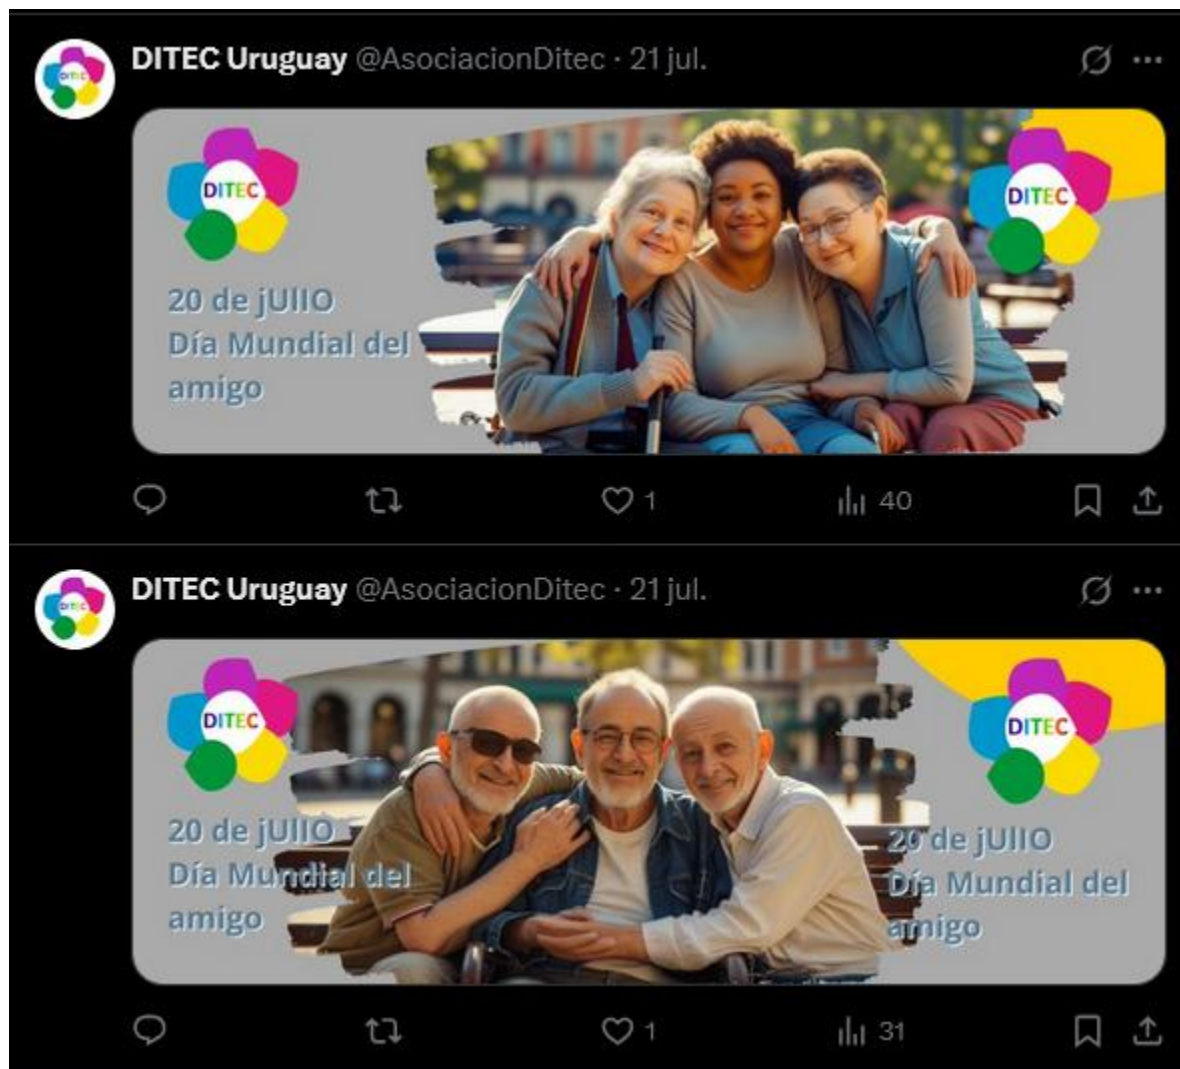 DITEC
DITEC Uruguay @AsociacionDitec · 21 jul.
DITEC
DITEC
20 de jUlIO
Día Mundial del
amigo
1
40
DITEC
DITEC Uruguay @AsociacionDitec · 21 jul.
DITEC
DITEC
20 de jUlIO
Día Mundial del
amigo
20 de jUlIO
Día Mundial del
amigo
1
31